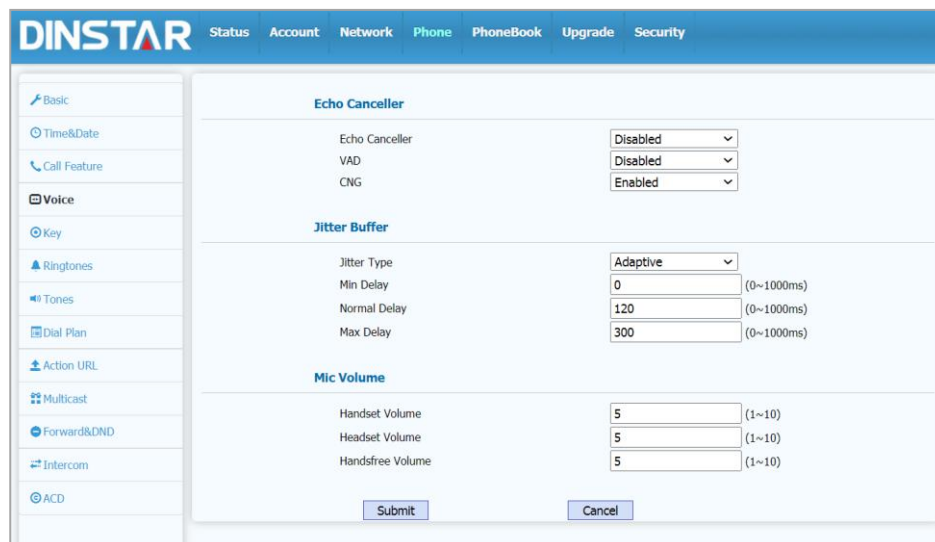 DINSTAR Status Account Network Phone PhoneBook Upgrade Security
Basic
Time&Date
Call Feature
Voice
Key
Ringtones
Tones
Dial Plan
Action URL
Multicast
Forward&DND
Intercom
ACD
Echo Canceller
Echo Canceller Disabled
VAD Disabled
CNG Enabled
Jitter Buffer
Jitter Type Adaptive
Min Delay 0 (0~1000ms)
Normal Delay 120 (0~1000ms)
Max Delay 300 (0~1000ms)
Mic Volume
Handset Volume 5 (1~10)
Headset Volume 5 (1~10)
Handsfree Volume 5 (1~10)
Submit Cancel